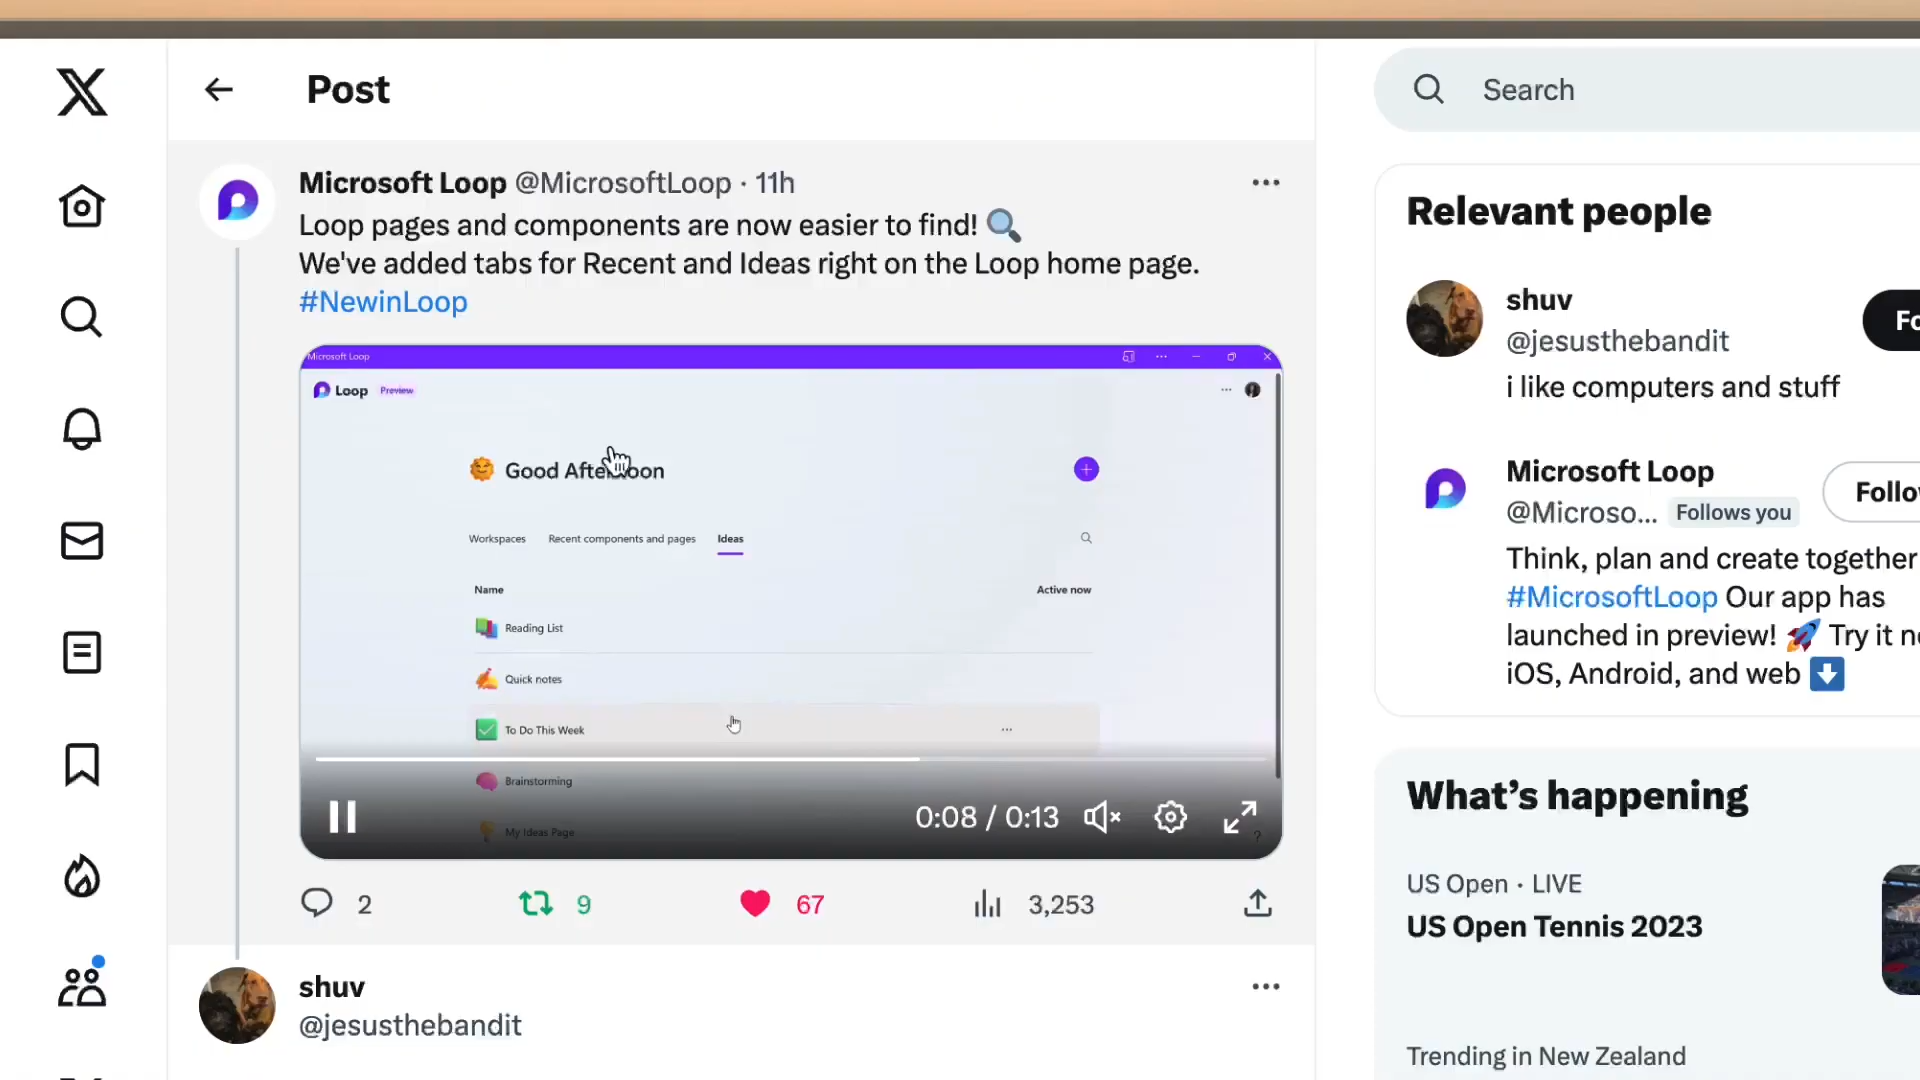 Post
Search
Microsoft Loop @MicrosoftLoop · 11h
Loop pages and components are now easier to find! 🔍
We've added tabs for Recent and Ideas right on the Loop home page.
#NewinLoop
Microsoft Loop
Loop Preview
Good Afternoon
Workspaces Recent components and pages Ideas
Name Active now
Reading List
Quick notes
To Do This Week
Brainstorming
My Ideas Page
0:08 / 0:13
2 9 67 3,253
shuv
@jesusthebandit
Relevant people
shuv
@jesusthebandit
Fo
i like computers and stuff
Microsoft Loop
@Microso... Follows you
Follo
Think, plan and create together
#MicrosoftLoop Our app has
launched in preview! 🚀 Try it n
iOS, Android, and web ⬇️
What's happening
US Open · LIVE
US Open Tennis 2023
Trending in New Zealand